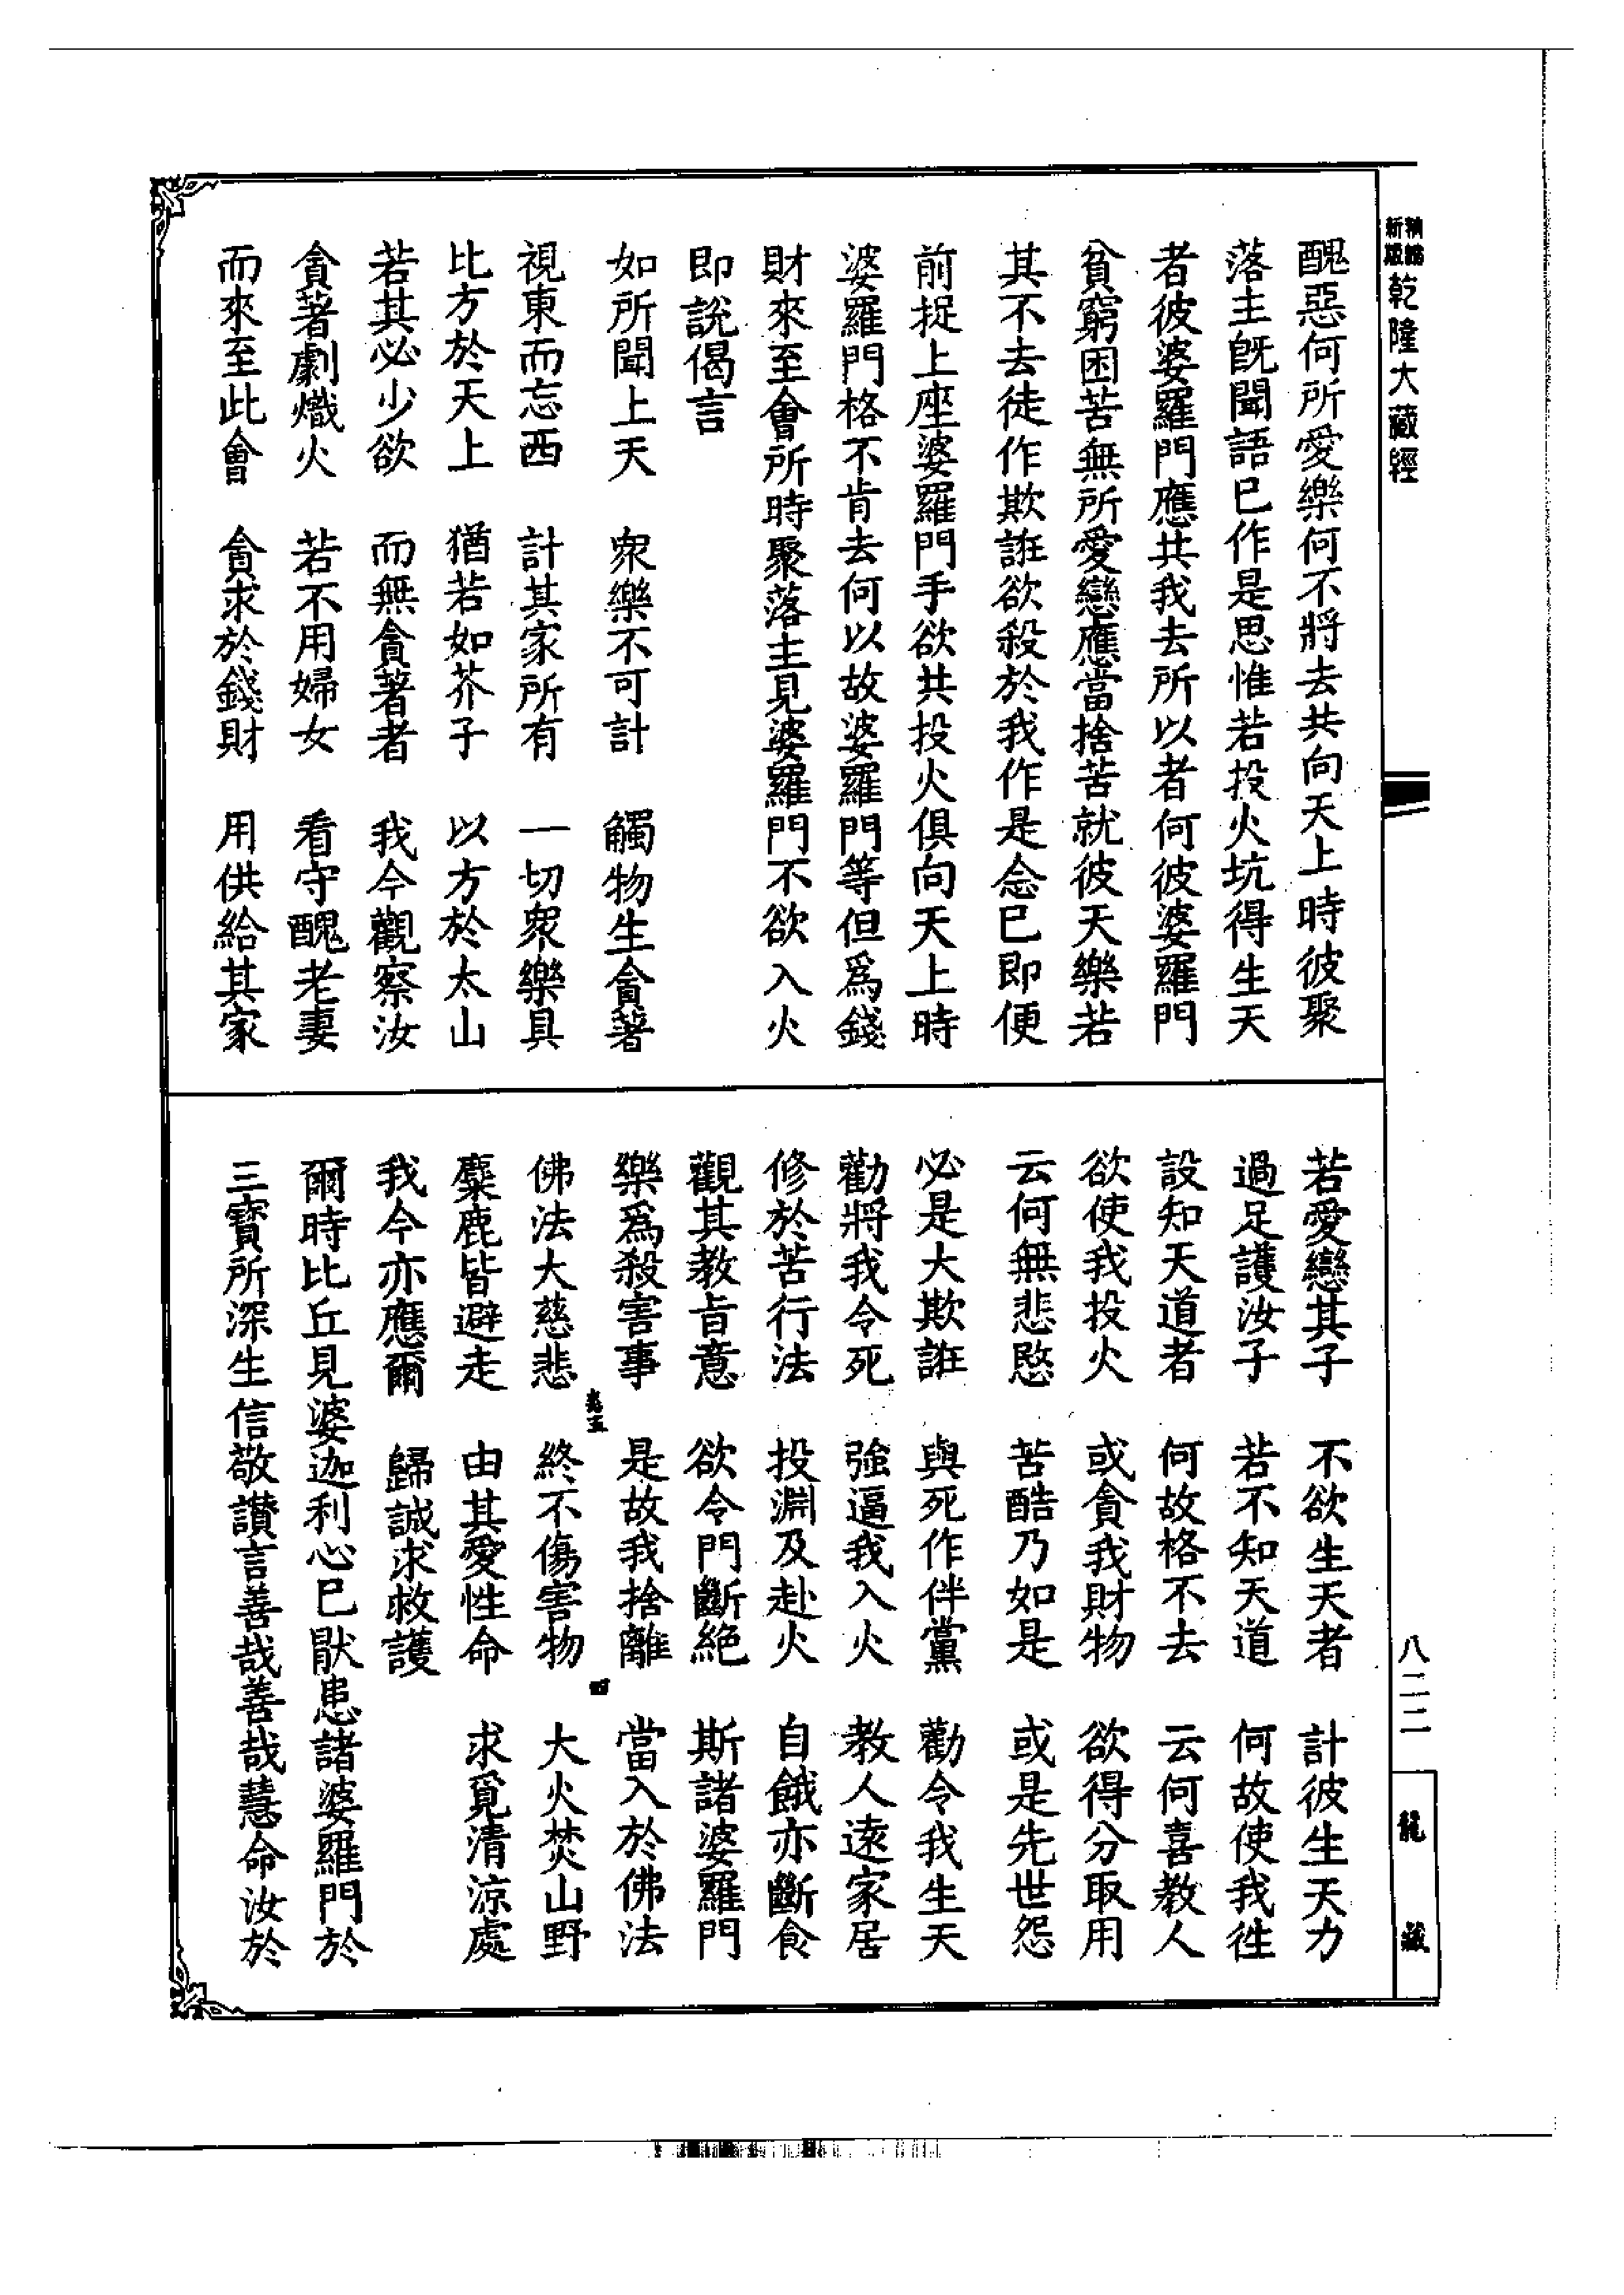 精編
新版
乾隆大藏經
醜惡何所愛樂何不將去共向天上時彼聚
落主旣聞語已作是思惟若投火坑得生天
者彼婆羅門應共我去所以者何彼婆羅門
貧窮困苦無所愛戀應當捨苦就彼天樂若
其不去徒作欺誑欲殺於我作是念已即便
前捉上座婆羅門手欲共投火俱向天上時
婆羅門格不肯去何以故婆羅門等但爲錢
財來至會所時聚落主見婆羅門不欲入火
即說偈言
如所聞上天　衆樂不可計　觸物生貪著
視東而忘西　計其家所有　一切衆樂具
比方於天上　猶若如芥子　以方於太山
若其必少欲　而無貪著者　我今觀察汝
貪著劇熾火　若不用婦女　看守醜老妻
而來至此會　貪求於錢財　用供給其家
若愛戀其子　不欲生天者　計彼生天力
過足護汝子　若不知天道　何故使我徃
設知天道者　何故格不去　云何喜教人
欲使我投火　或貪我財物　欲得分取用
云何無悲愍　苦酷乃如是　或是先世怨
必是大欺誑　與死作伴黨　勸令我生天
勸將我令死　強逼我入火　教人遠家居
修於苦行法　投淵及赴火　自餓亦斷食
觀其教旨意　欲令門斷絕　斯諸婆羅門
樂爲殺害事　是故我捨離　當入於佛法
佛法大慈悲　終不傷害物　大火焚山野
麋鹿皆避走　由其愛性命　求覓清涼處
我今亦應爾　歸誠求救護
爾時比丘見婆迦利心已厭患諸婆羅門於
三寶所深生信敬讃言善哉善哉慧命汝於
四
八二二
龍藏